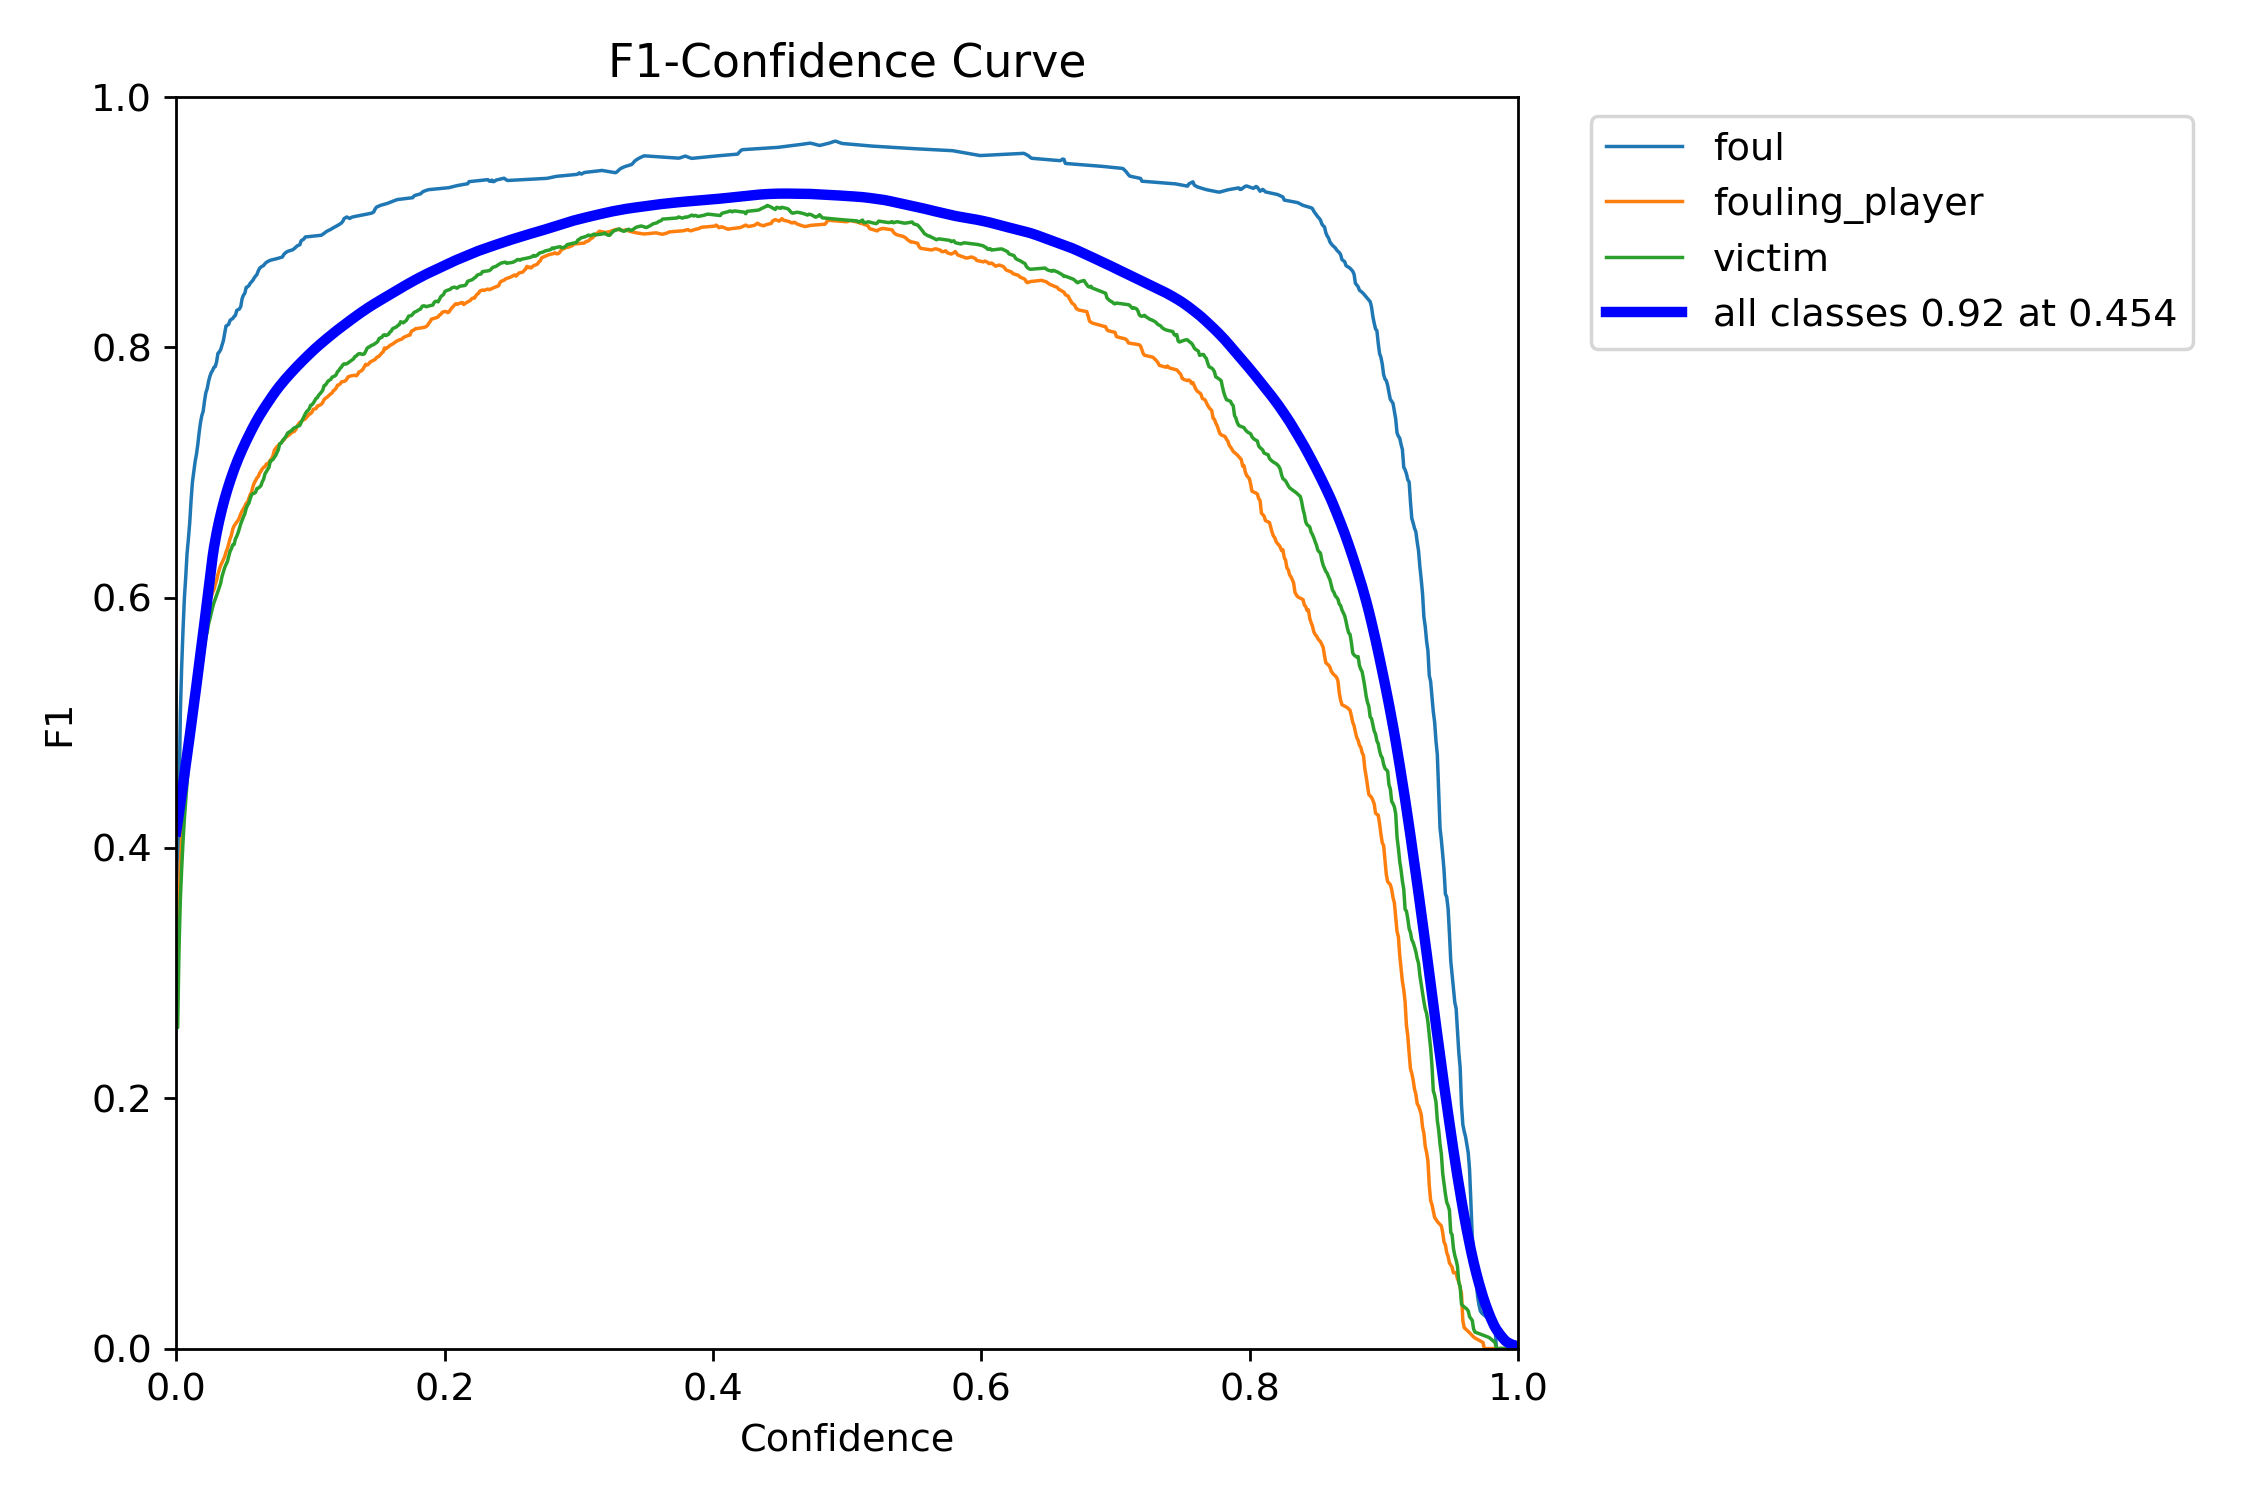 F1-Confidence Curve
1.0
0.8
0.6
0.4
0.2
0.0
F1
0.0 0.2 0.4 0.6 0.8 1.0
Confidence
foul
fouling_player
victim
all classes 0.92 at 0.454